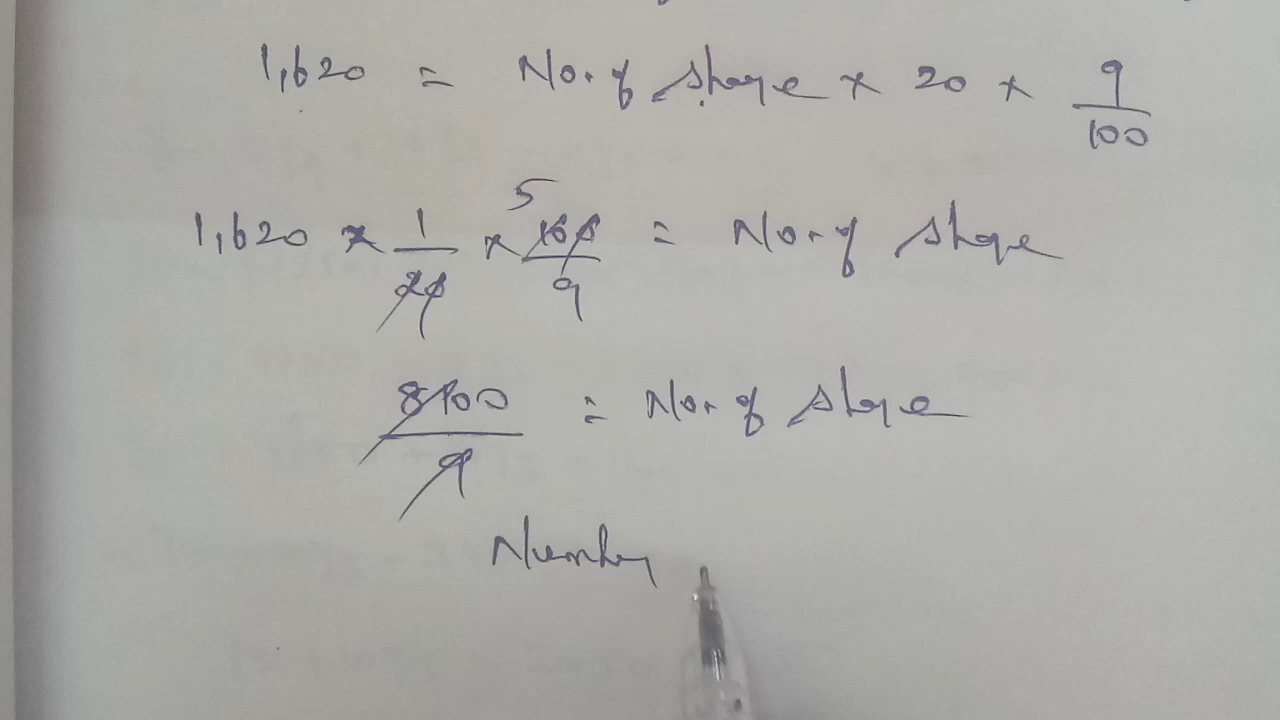 1,620 = No. of share × 20 × 9/100
1,620 × 1/20 × 5 100/9 = No. of share
8100/9 = No. of share
Number